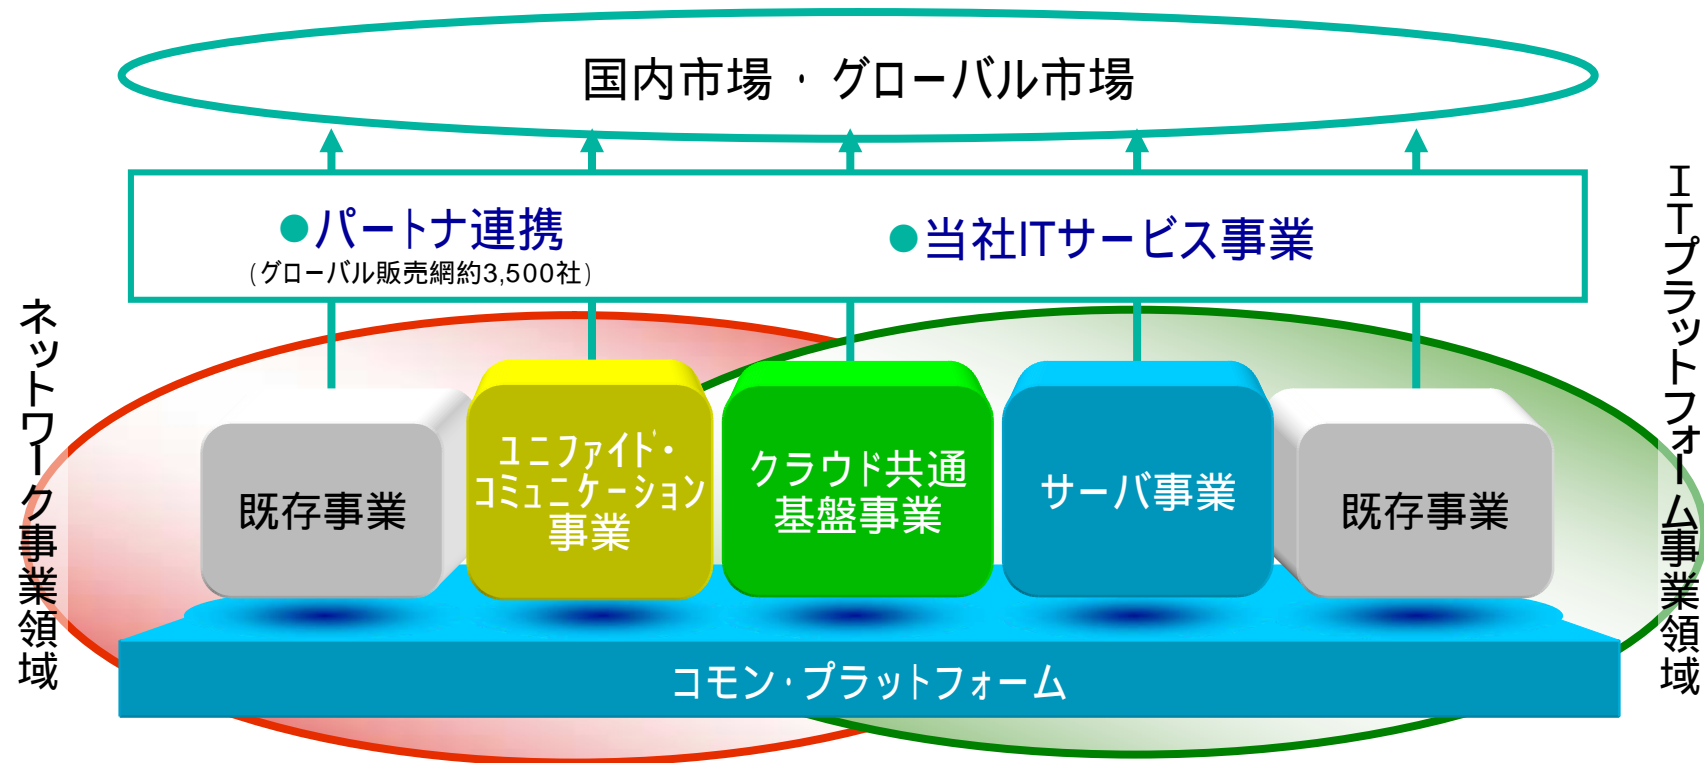 国内市場・グローバル市場
●パートナ連携
(グローバル販売網約3,500社)
●当社ITサービス事業
ネットワーク事業領域
ITプラットフォーム事業領域
既存事業
ユニファイド・
コミュニケーション
事業
クラウド共通
基盤事業
サーバ事業
既存事業
コモン・プラットフォーム